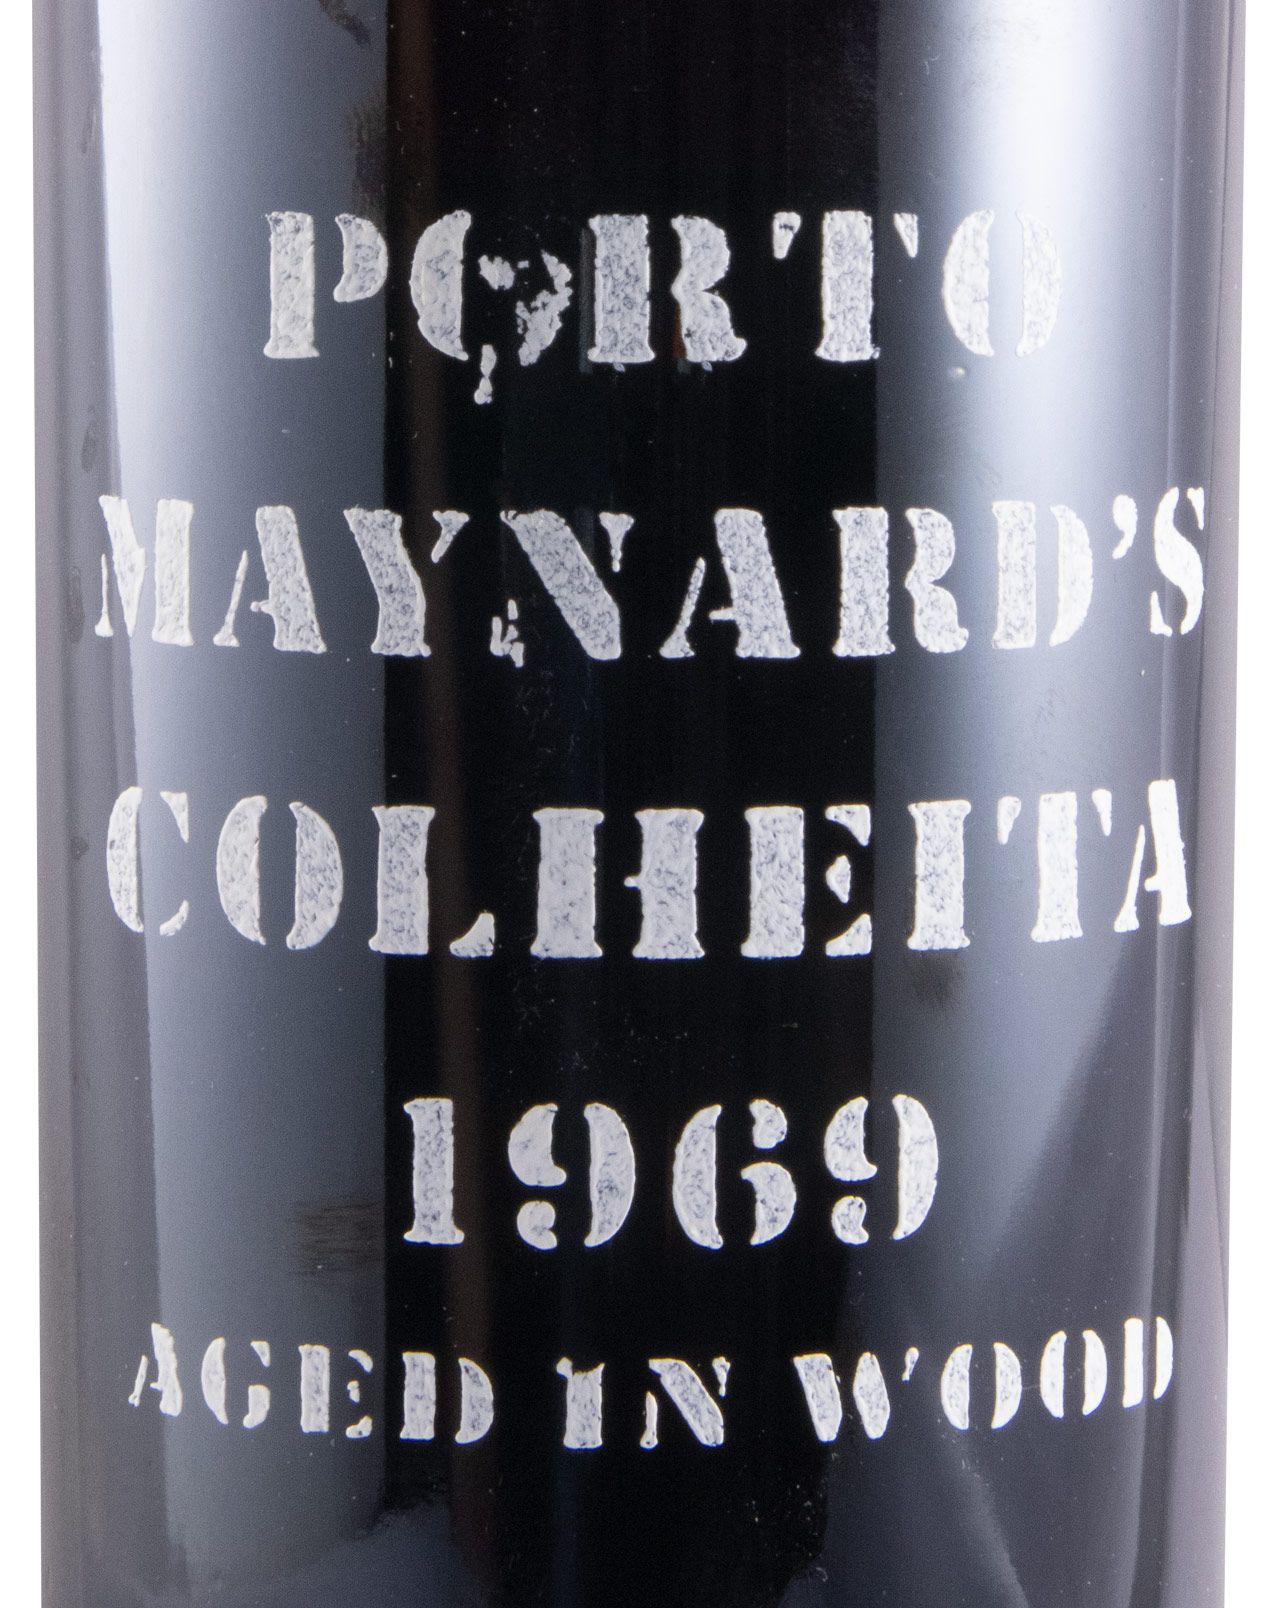 PORTO
MAYNARD'S
COLHEITA
1969
AGED IN WOOD